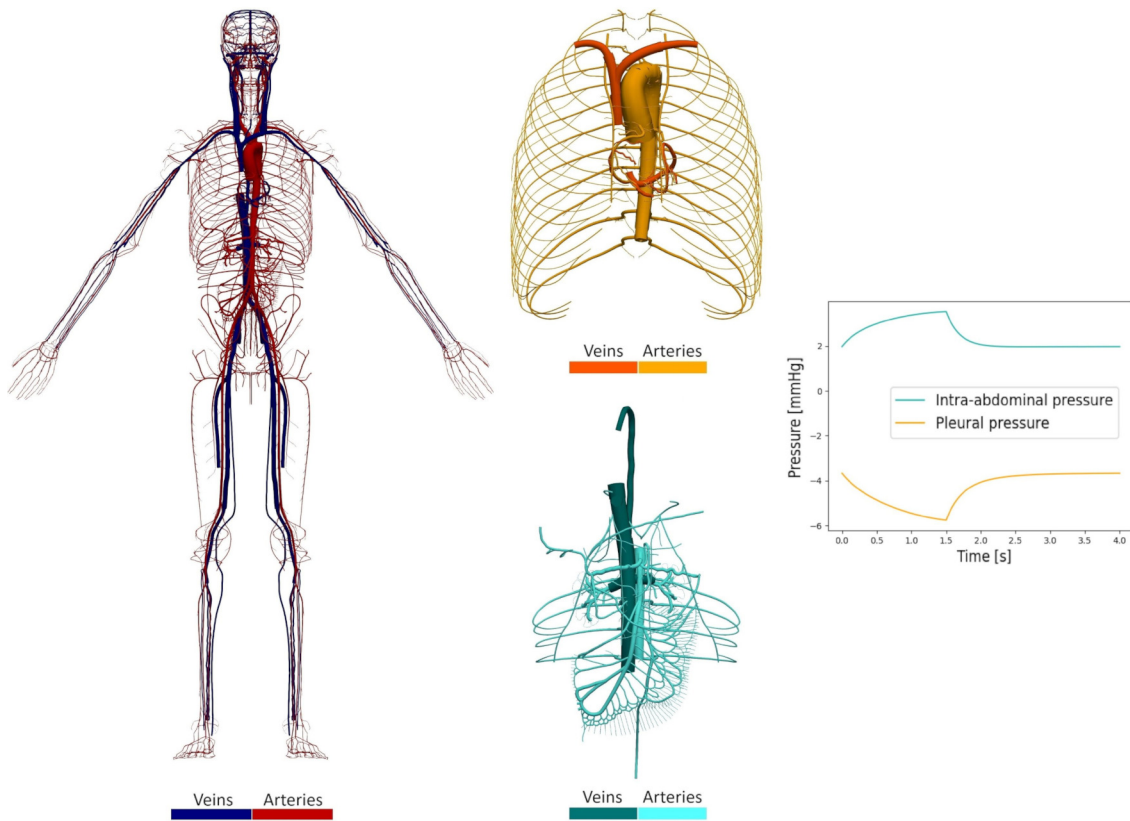 Veins Arteries
Veins Arteries
Veins Arteries
Pressure [mmHg]
2
0
−2
−4
−6
Intra-abdominal pressure
Pleural pressure
0.0 0.5 1.0 1.5 2.0 2.5 3.0 3.5 4.0
Time [s]